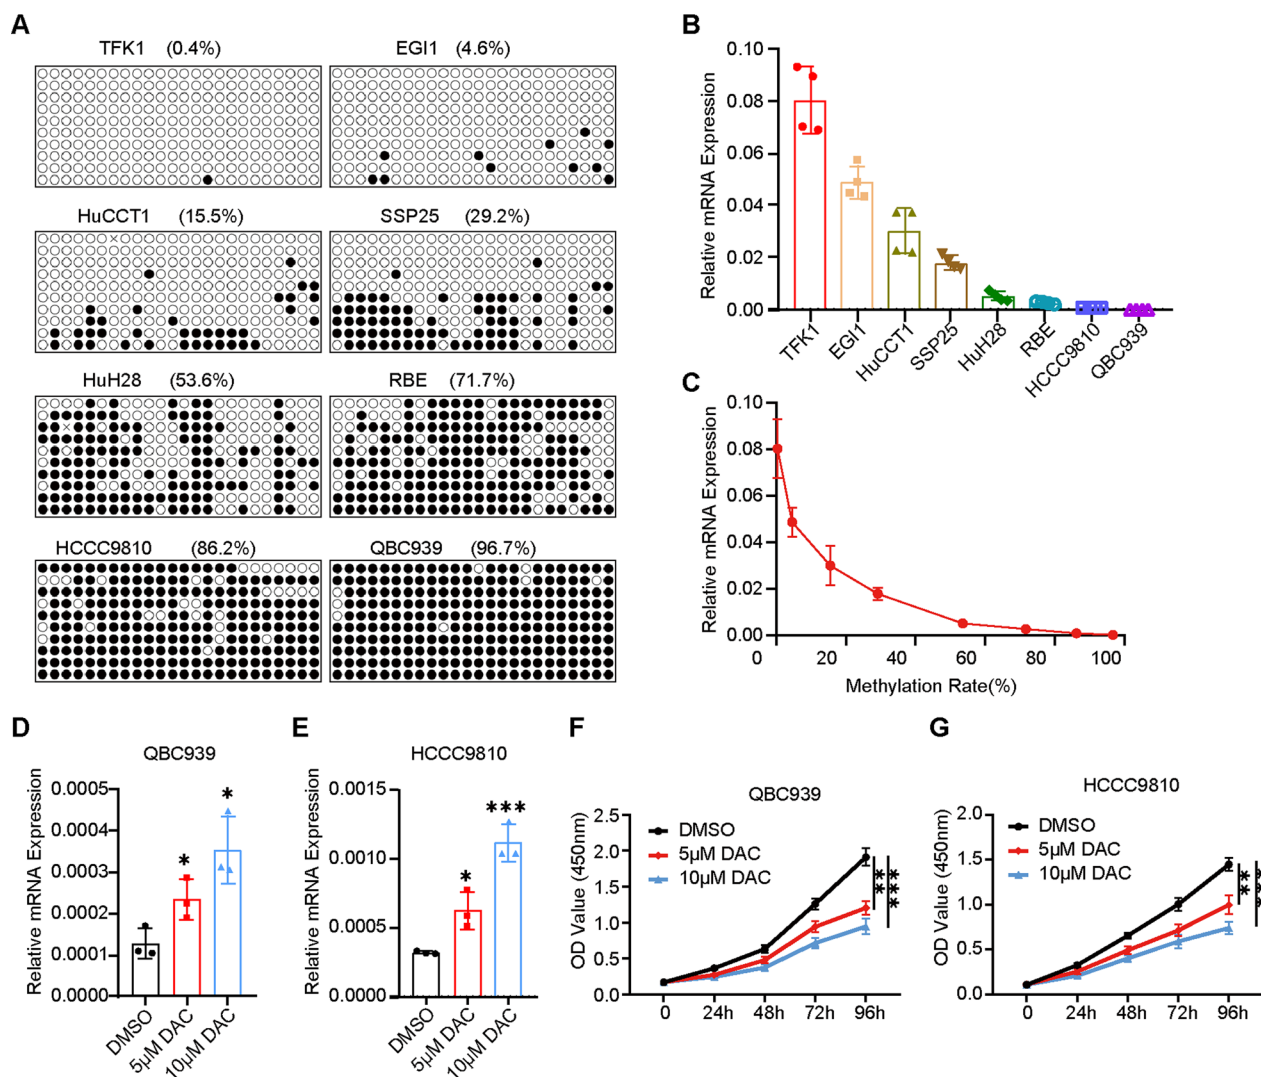 A
TFK1 (0.4%)
EGI1 (4.6%)
HuCCT1 (15.5%)
SSP25 (29.2%)
HuH28 (53.6%)
RBE (71.7%)
HCCC9810 (86.2%)
QBC939 (96.7%)
B
Relative mRNA Expression
0.10
0.08
0.06
0.04
0.02
0.00
TFK1
EGI1
HuCCT1
SSP25
HuH28
RBE
HCCC9810
QBC939
C
Relative mRNA Expression
0.10
0.08
0.06
0.04
0.02
0.00
0 20 40 60 80 100
Methylation Rate(%)
D
QBC939
Relative mRNA Expression
0.0005
0.0004
0.0003
0.0002
0.0001
0.0000
*
*
DMSO
5μM DAC
10μM DAC
E
HCCC9810
Relative mRNA Expression
0.0015
0.0010
0.0005
0.0000
*
***
DMSO
5μM DAC
10μM DAC
F
QBC939
OD Value (450nm)
2.5
2.0
1.5
1.0
0.5
0.0
DMSO
5μM DAC
10μM DAC
**
***
0 24h 48h 72h 96h
G
HCCC9810
OD Value (450nm)
2.0
1.5
1.0
0.5
0.0
DMSO
5μM DAC
10μM DAC
**
0 24h 48h 72h 96h